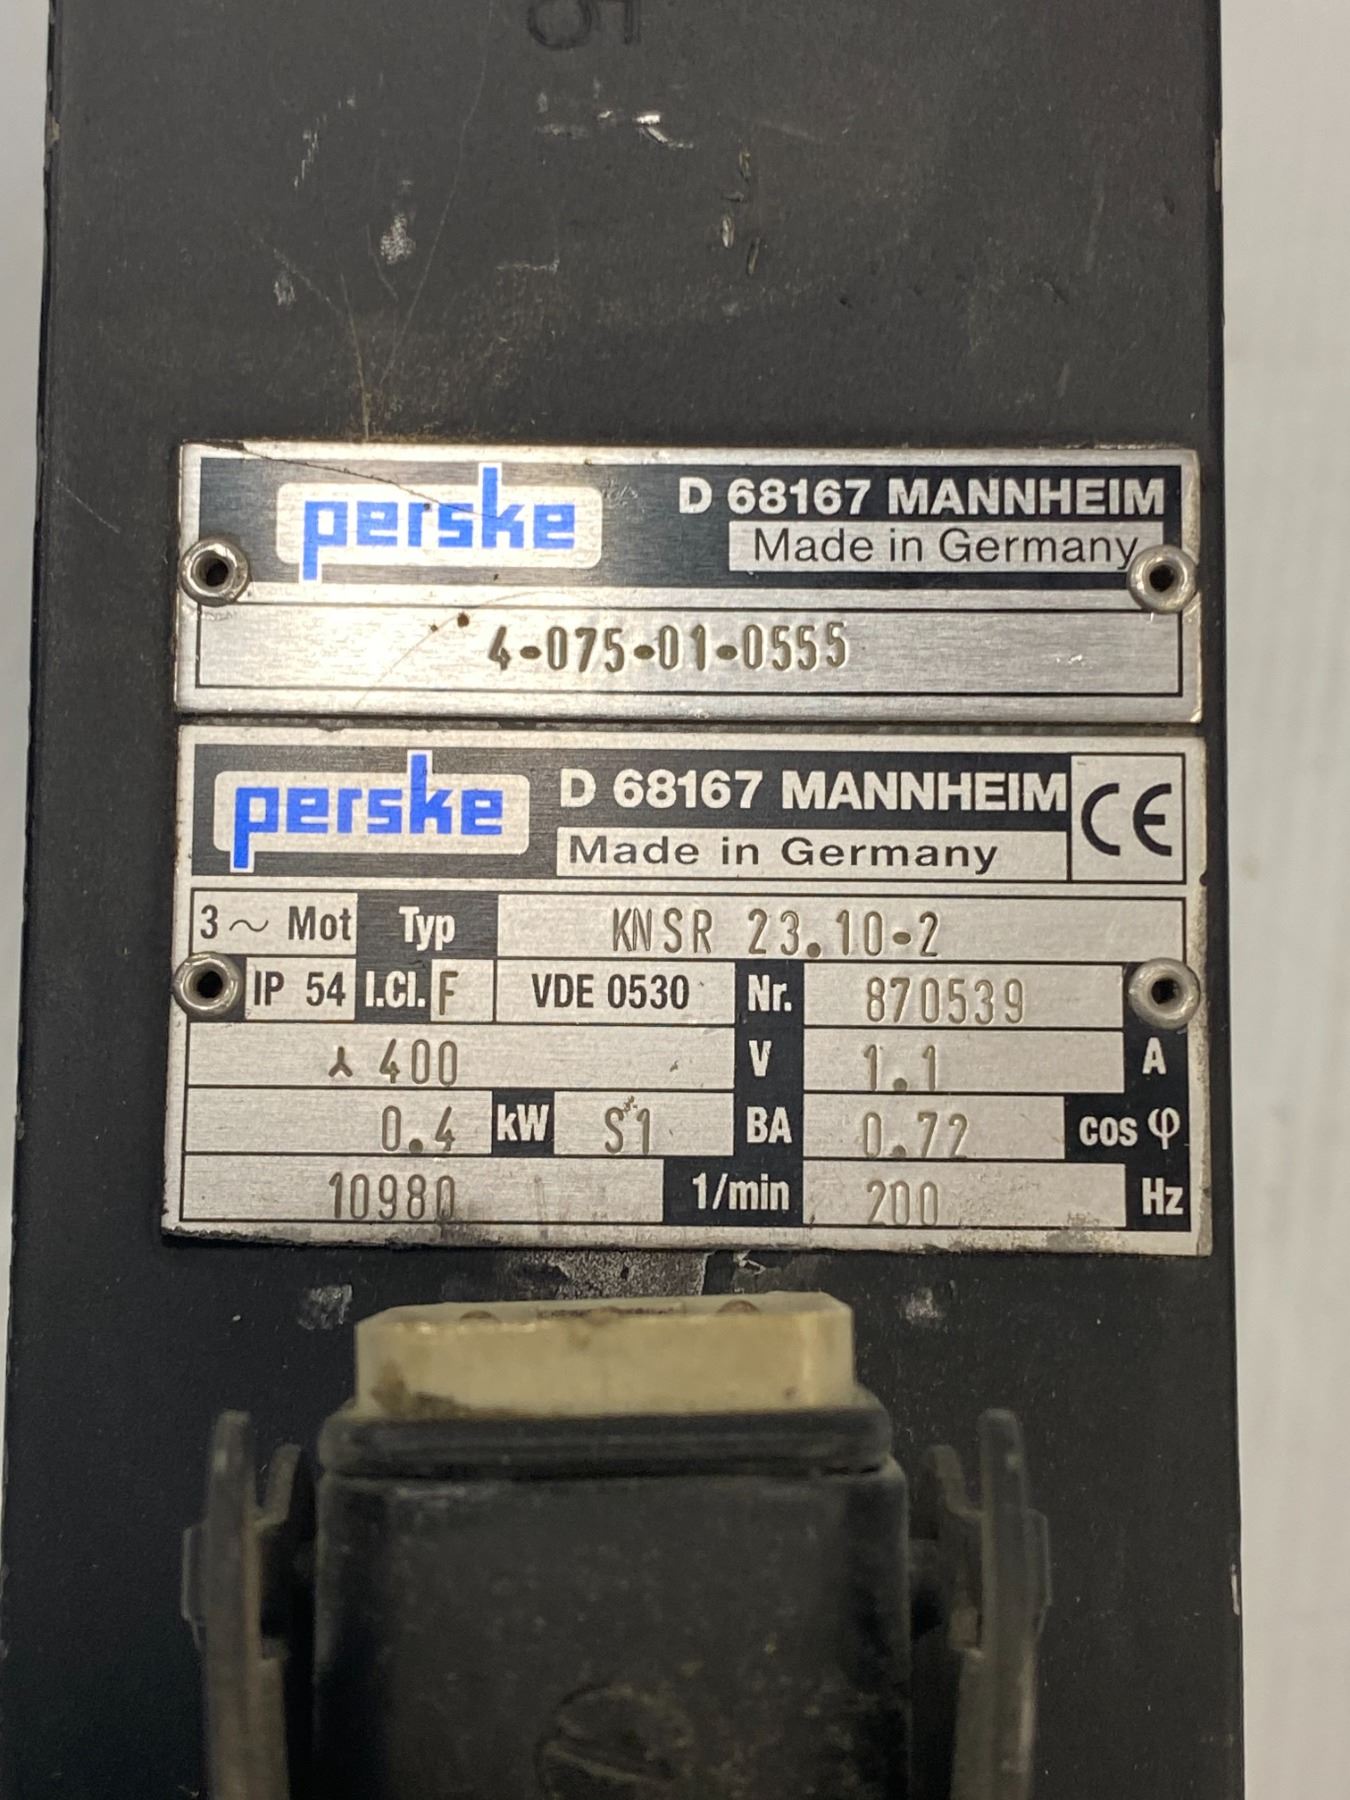 perske D 68167 MANNHEIM
Made in Germany
4-075-01-0555
perske D 68167 MANNHEIM CE
Made in Germany
3~ Mot Typ KNSR 23.10-2
IP 54 I.Cl. F VDE 0530 Nr. 870539
⅄ 400 V 1.1 A
0.4 kW S1 BA 0.72 cos φ
10980 1/min 200 Hz